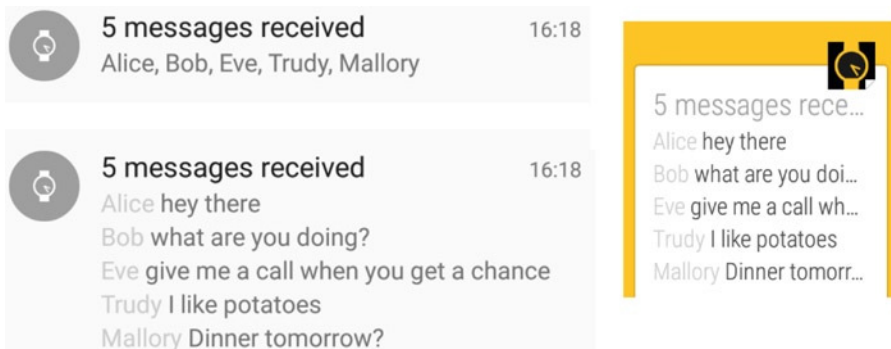 5 messages received 16:18
Alice, Bob, Eve, Trudy, Mallory
5 messages received 16:18
Alice hey there
Bob what are you doing?
Eve give me a call when you get a chance
Trudy I like potatoes
Mallory Dinner tomorrow?
5 messages rece...
Alice hey there
Bob what are you doi...
Eve give me a call wh...
Trudy I like potatoes
Mallory Dinner tomorr...